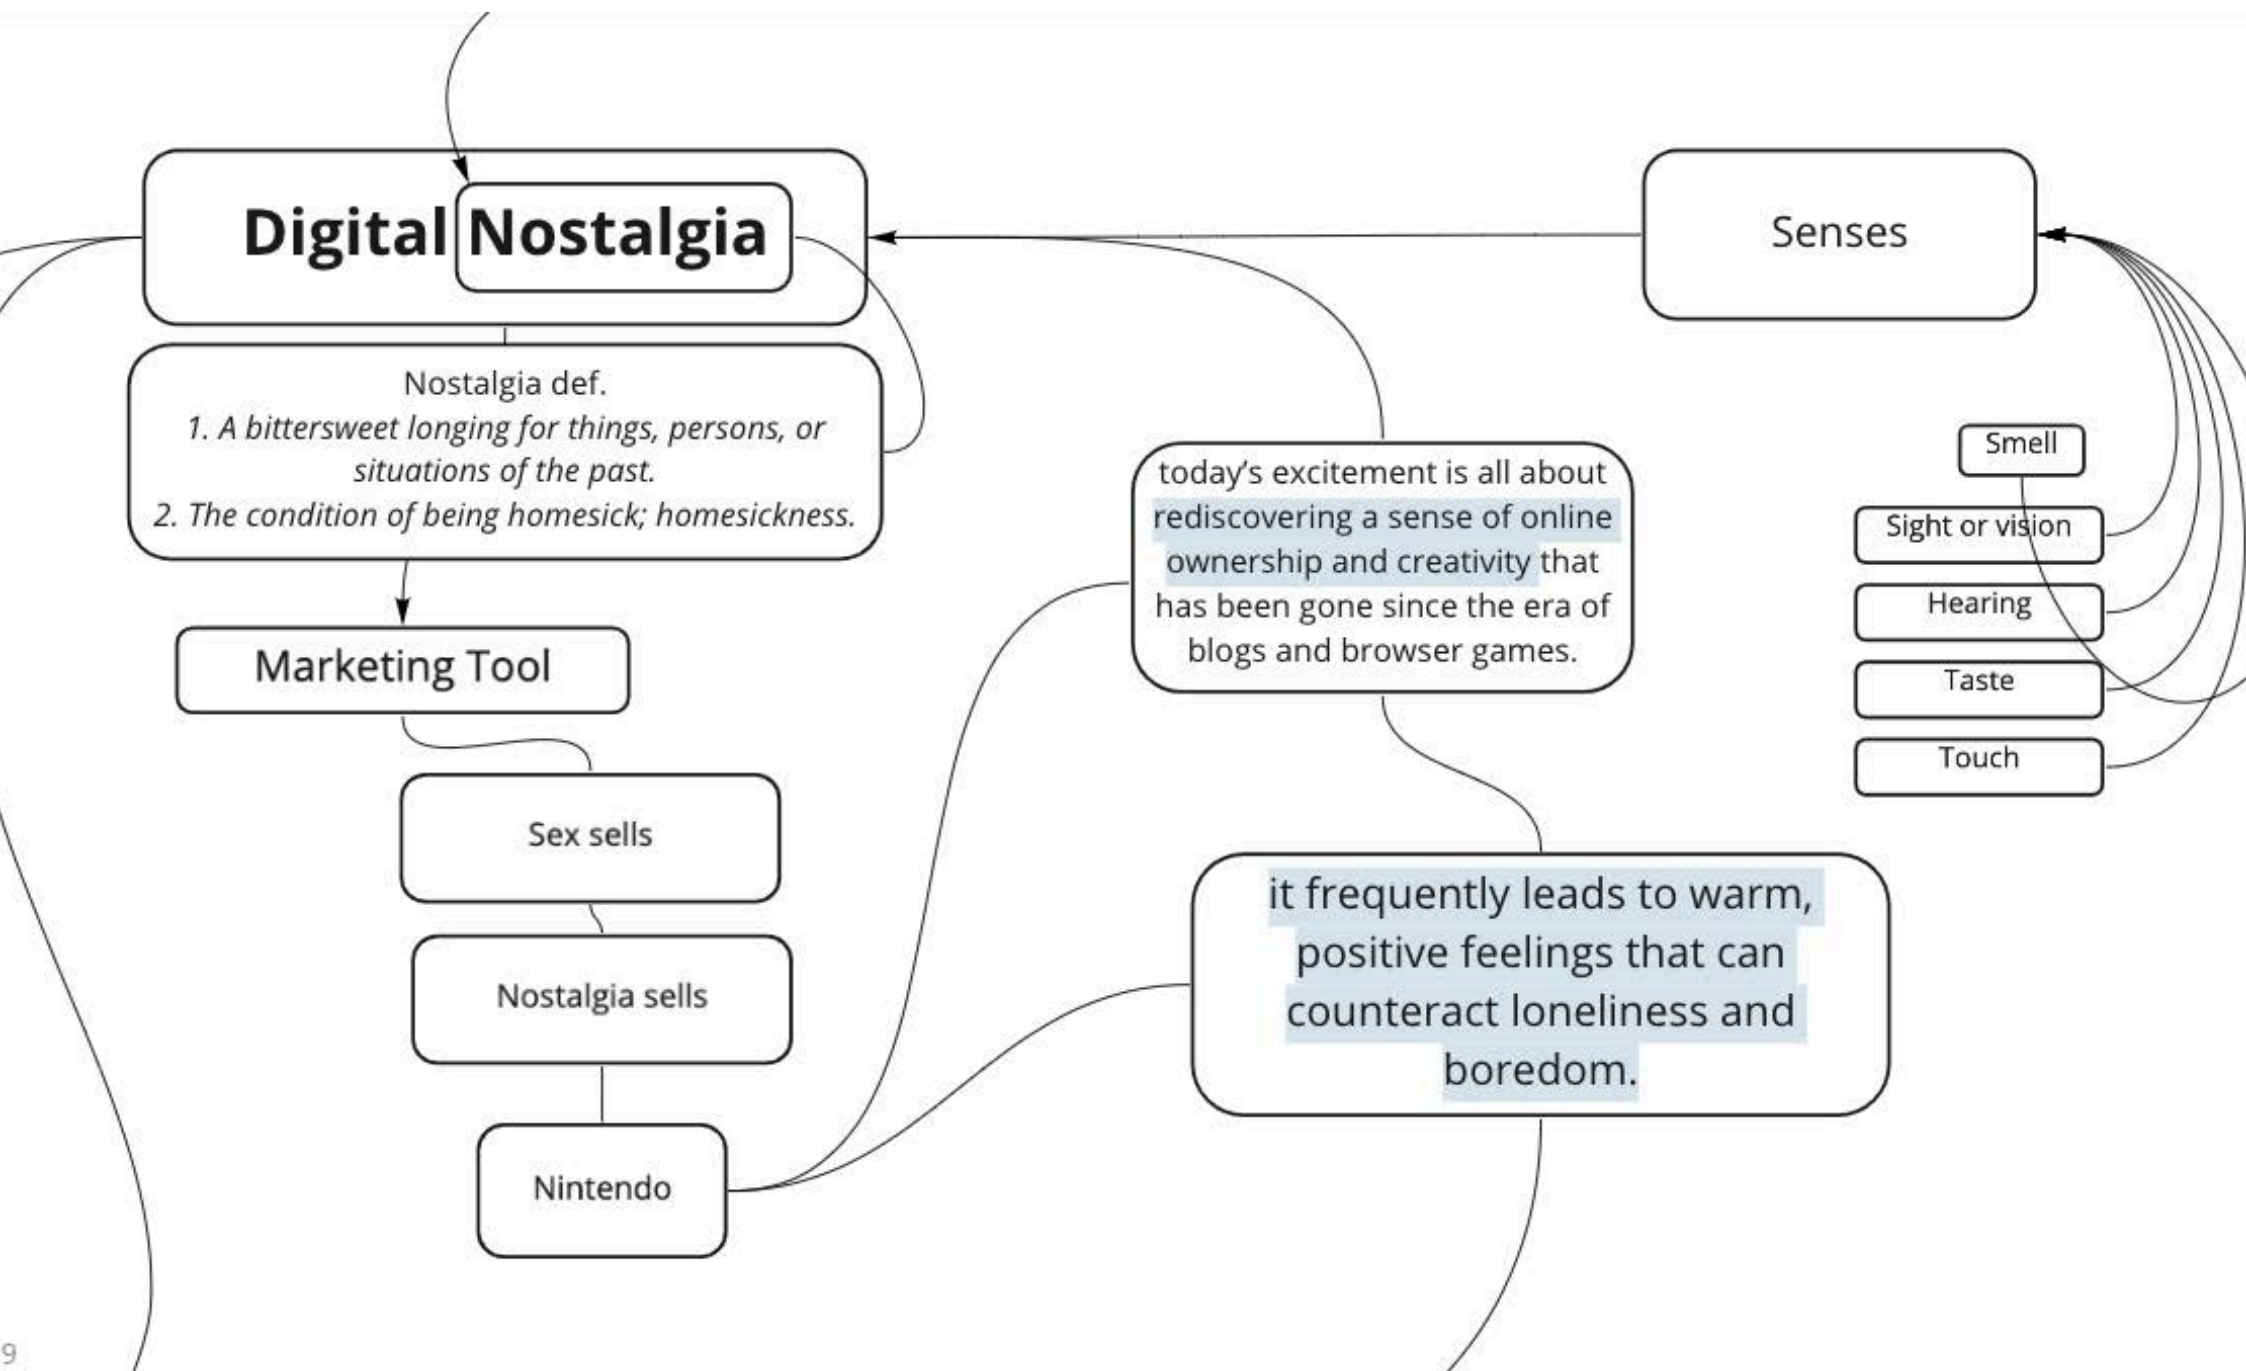 Digital Nostalgia
Senses
Nostalgia def.
1. A bittersweet longing for things, persons, or
situations of the past.
2. The condition of being homesick; homesickness.
Marketing Tool
Sex sells
Nostalgia sells
Nintendo
today’s excitement is all about
rediscovering a sense of online
ownership and creativity that
has been gone since the era of
blogs and browser games.
it frequently leads to warm,
positive feelings that can
counteract loneliness and
boredom.
Smell
Sight or vision
Hearing
Taste
Touch
9